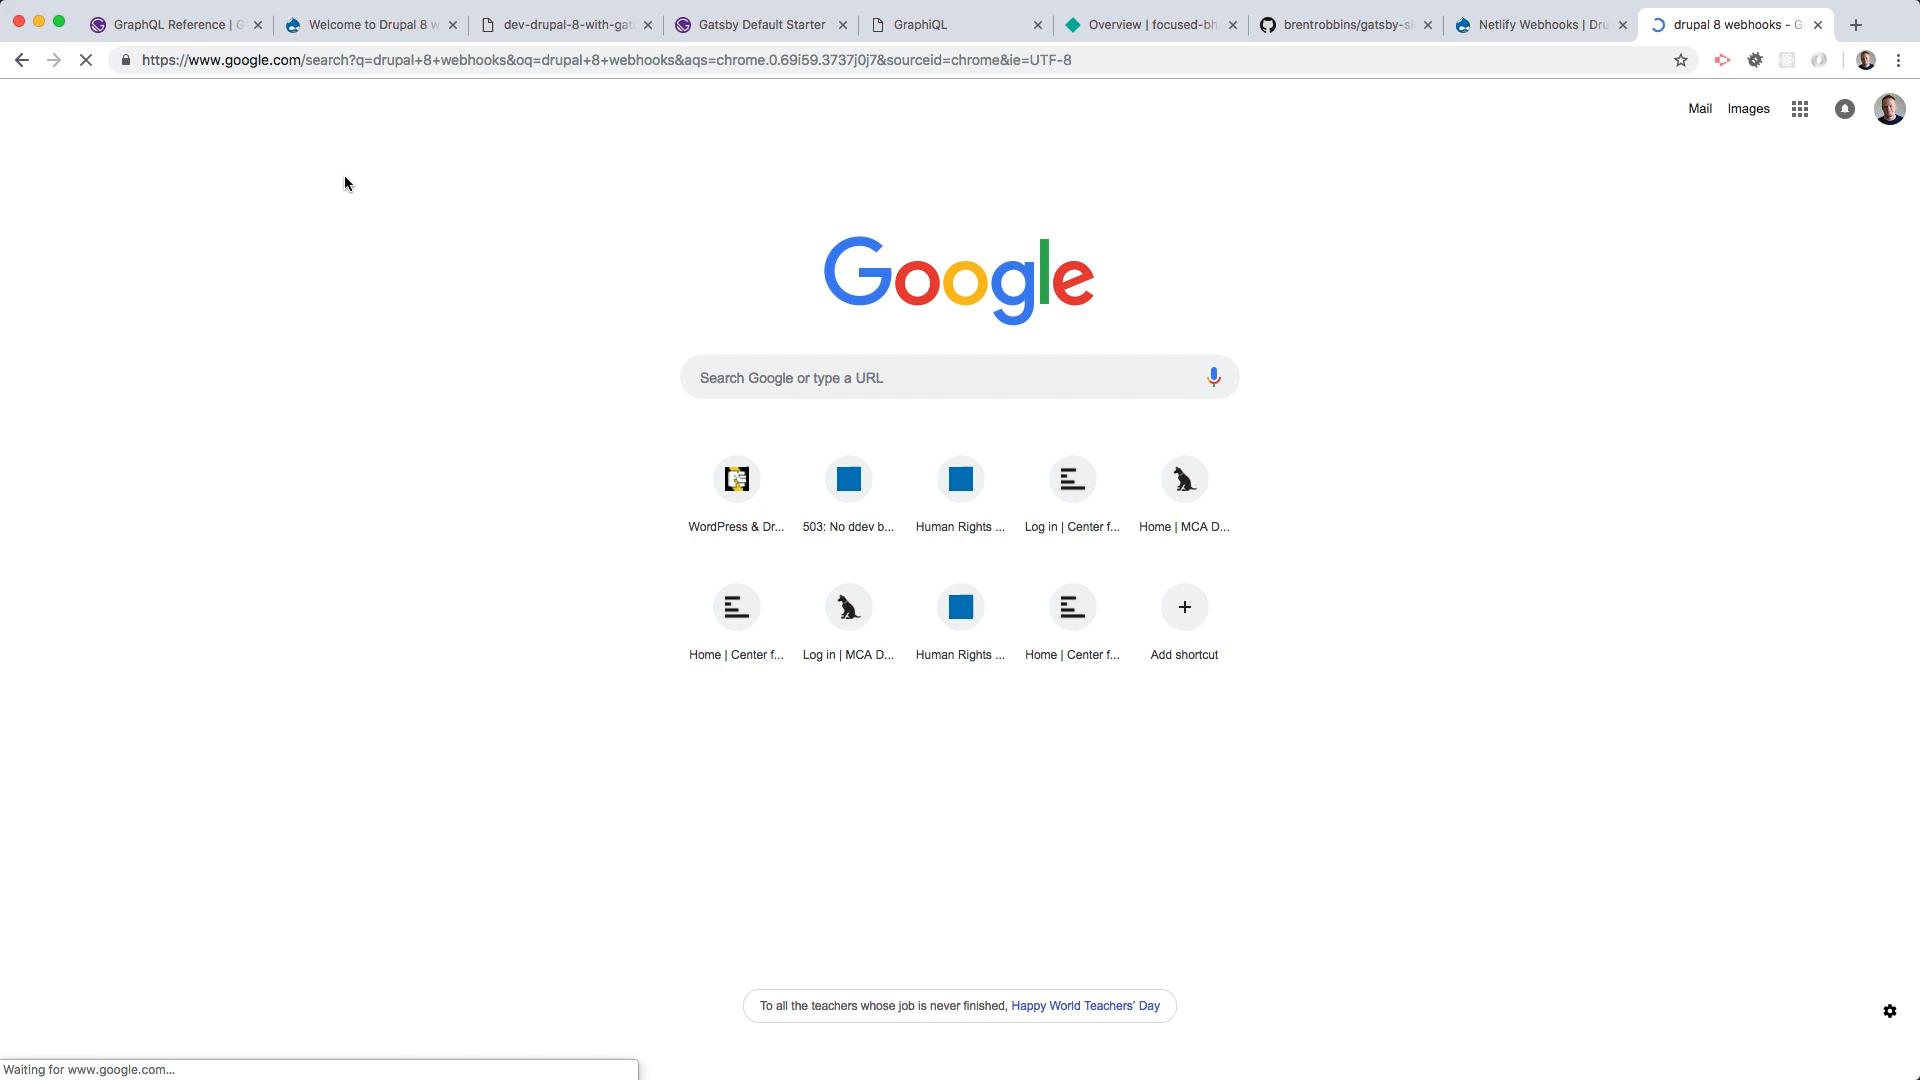 GraphQL Reference | G
Welcome to Drupal 8 w
dev-drupal-8-with-gat
Gatsby Default Starter
GraphiQL
Overview | focused-bh
brentrobbins/gatsby-si
Netlify Webhooks | Dru
drupal 8 webhooks - G
https://www.google.com/search?q=drupal+8+webhooks&oq=drupal+8+webhooks&aqs=chrome.0.69i59.3737j0j7&sourceid=chrome&ie=UTF-8
Mail Images
Google
Search Google or type a URL
WordPress & Dr...
503: No ddev b...
Human Rights ...
Log in | Center f...
Home | MCA D...
Home | Center f...
Log in | MCA D...
Human Rights ...
Home | Center f...
Add shortcut
To all the teachers whose job is never finished, Happy World Teachers' Day
Waiting for www.google.com...